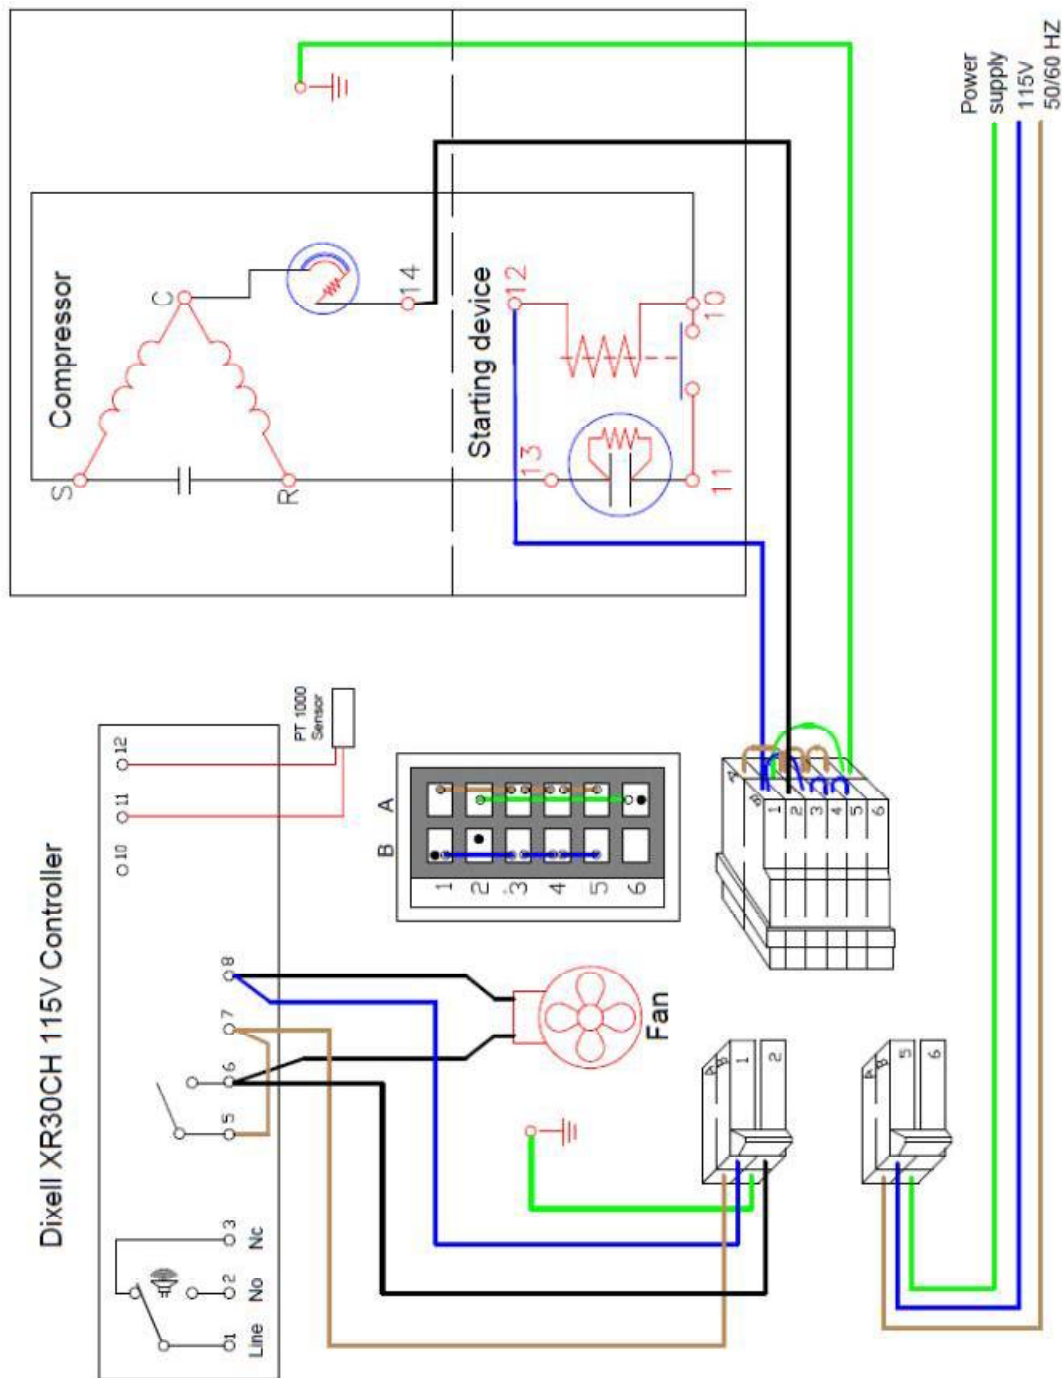 Power
supply
115V
50/60 HZ
Compressor
S
C
R
14
Starting device
12
10
13
11
Dixell XR30CH 115V Controller
12
11
10
PT 1000
Sensor
8
7
6
5
3
Nc
2
No
1
Line
B
A
1
2
3
4
5
6
Fan
A
B
1
2
3
4
5
6
A
B
1
2
A
B
5
6